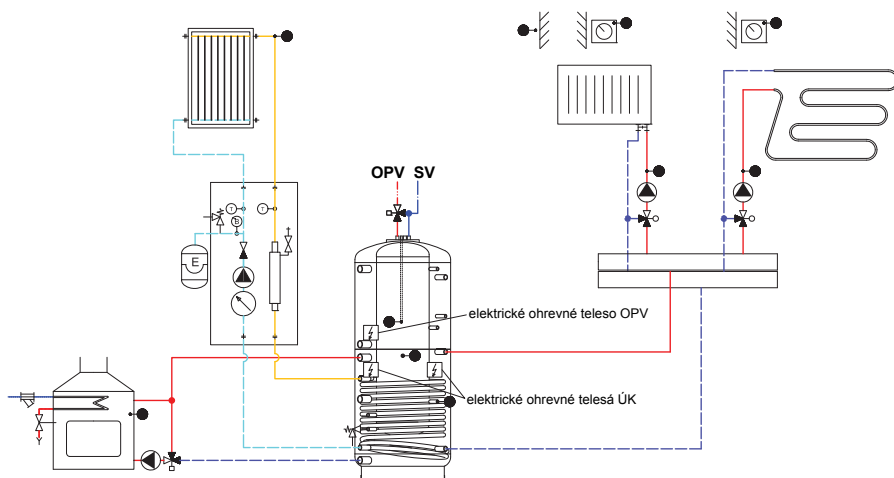 OPV SV
T
T
B
E
elektrické ohrevné teleso OPV
elektrické ohrevné telesá ÚK